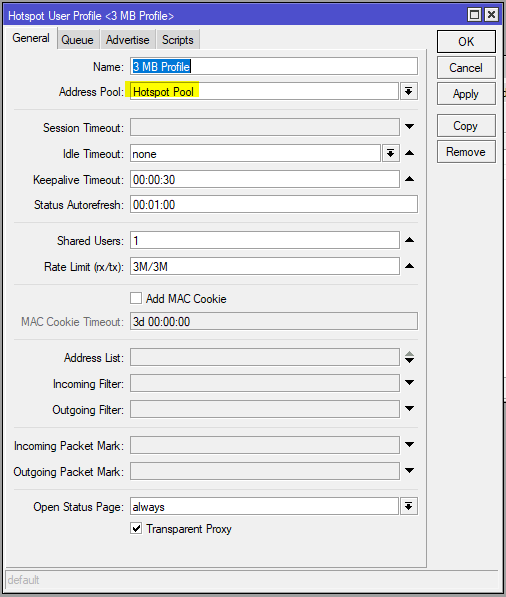 Hotspot User Profile <3 MB Profile>
General Queue Advertise Scripts
OK
Name: 3 MB Profile
Cancel
Address Pool: Hotspot Pool
Apply
Session Timeout:
Copy
Idle Timeout: none
Remove
Keepalive Timeout: 00:00:30
Status Autorefresh: 00:01:00
Shared Users: 1
Rate Limit (rx/tx): 3M/3M
Add MAC Cookie
MAC Cookie Timeout: 3d 00:00:00
Address List:
Incoming Filter:
Outgoing Filter:
Incoming Packet Mark:
Outgoing Packet Mark:
Open Status Page: always
Transparent Proxy
default